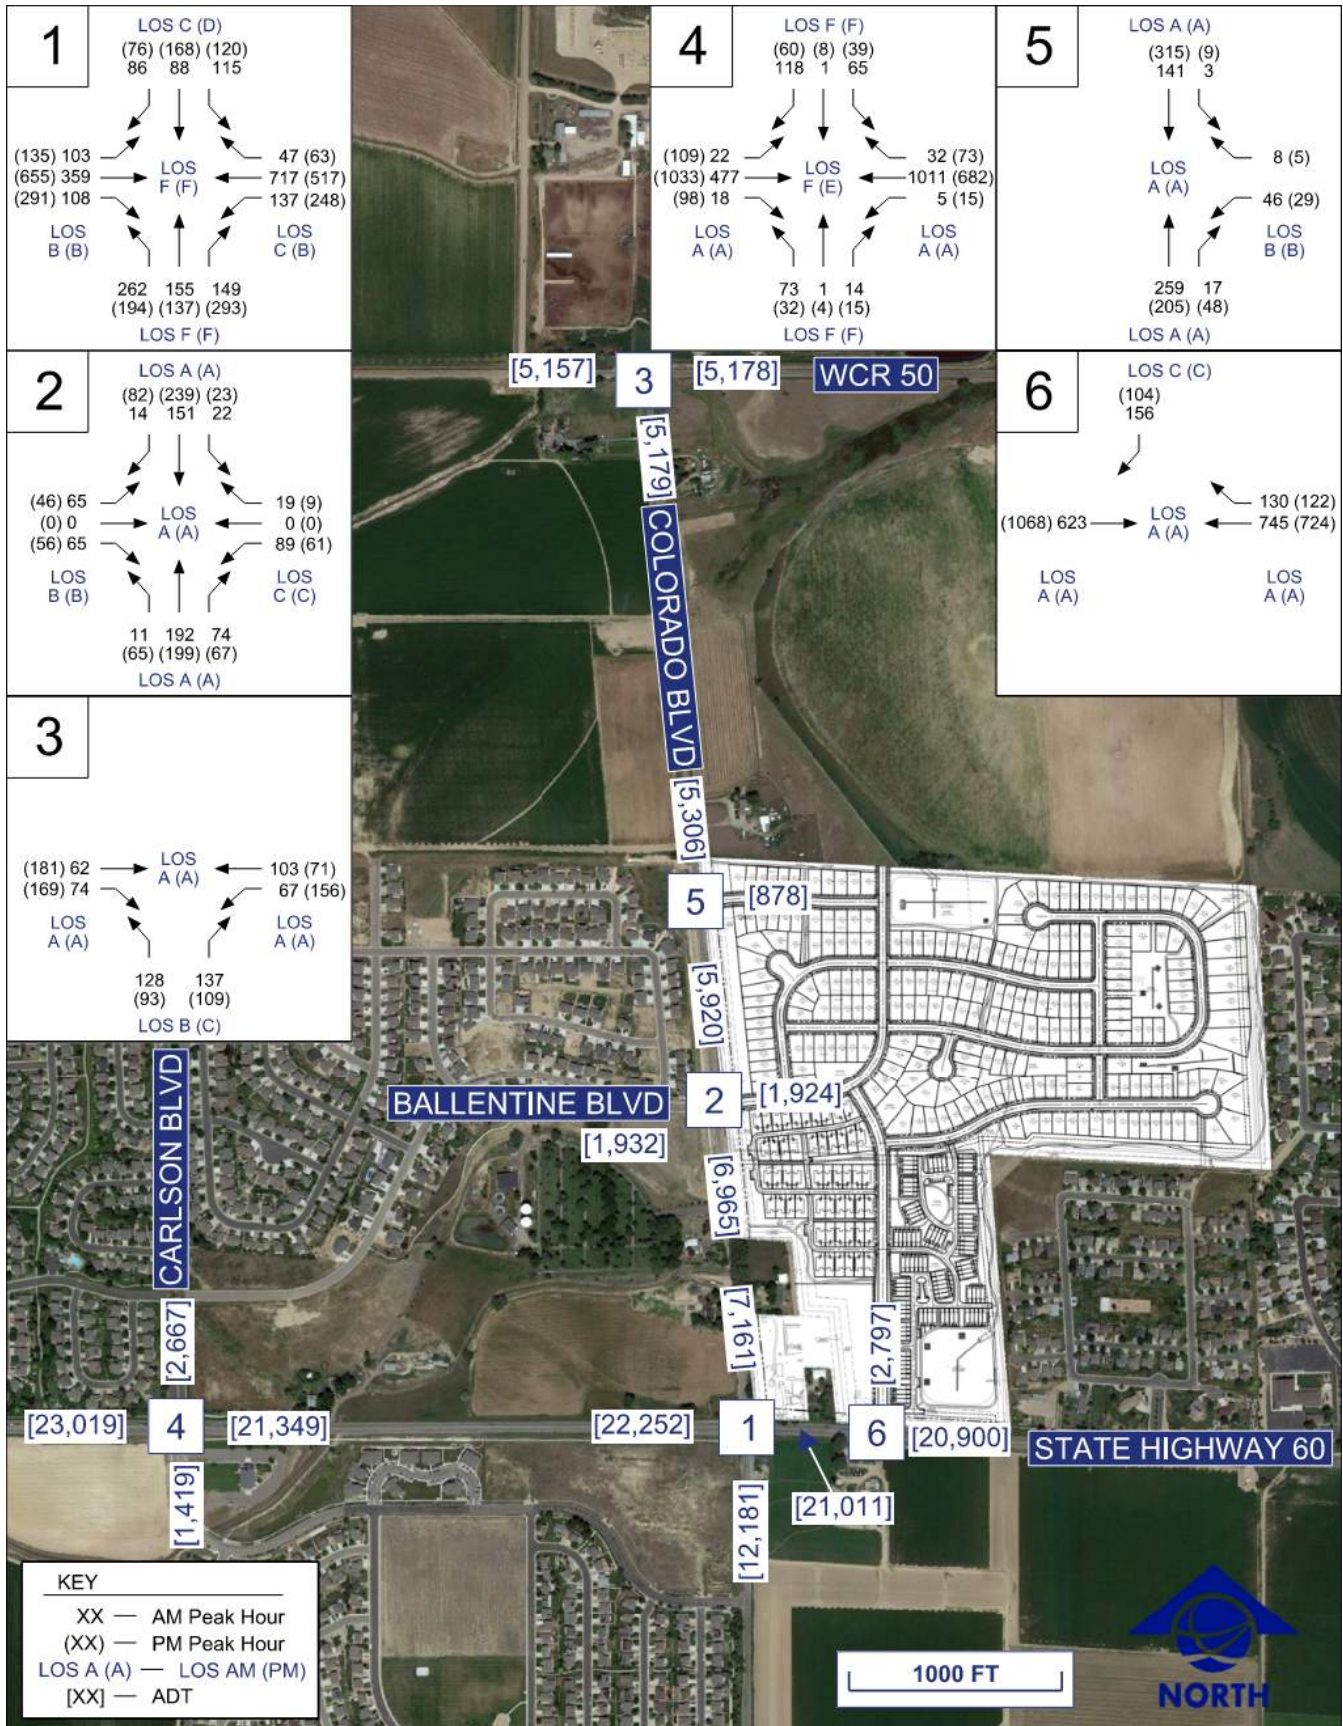 1
LOS C (D)
(76) (168) (120)
86 88 115
(135) 103
(655) 359
(291) 108
LOS
F (F)
47 (63)
717 (517)
137 (248)
LOS
B (B)
LOS
C (B)
262 155 149
(194) (137) (293)
LOS F (F)
4
LOS F (F)
(60) (8) (39)
118 1 65
(109) 22
(1033) 477
(98) 18
LOS
F (E)
32 (73)
1011 (682)
5 (15)
LOS
A (A)
LOS
A (A)
73 1 14
(32) (4) (15)
LOS F (F)
5
LOS A (A)
(315) (9)
141 3
LOS
A (A)
8 (5)
46 (29)
LOS
B (B)
259 17
(205) (48)
LOS A (A)
2
LOS A (A)
(82) (239) (23)
14 151 22
(46) 65
(0) 0
(56) 65
LOS
A (A)
19 (9)
0 (0)
89 (61)
LOS
B (B)
LOS
C (C)
11 192 74
(65) (199) (67)
LOS A (A)
6
LOS C (C)
(104)
156
130 (122)
(1068) 623
LOS
A (A)
745 (724)
LOS
A (A)
LOS
A (A)
3
(181) 62
(169) 74
LOS
A (A)
103 (71)
67 (156)
LOS
A (A)
LOS
A (A)
128 137
(93) (109)
LOS B (C)
[5,157]
3
[5,178]
WCR 50
[5,179]
COLORADO BLVD
[5,306]
5
[878]
[5,920]
CARLSON BLVD
BALLENTINE BLVD
2
[1,924]
[1,932]
[6,965]
[2,667]
[7,161]
[2,797]
[23,019]
4
[21,349]
[22,252]
1
6
[20,900]
STATE HIGHWAY 60
[1,419]
[12,181]
[21,011]
KEY
XX — AM Peak Hour
(XX) — PM Peak Hour
LOS A (A) — LOS AM (PM)
[XX] — ADT
1000 FT
NORTH